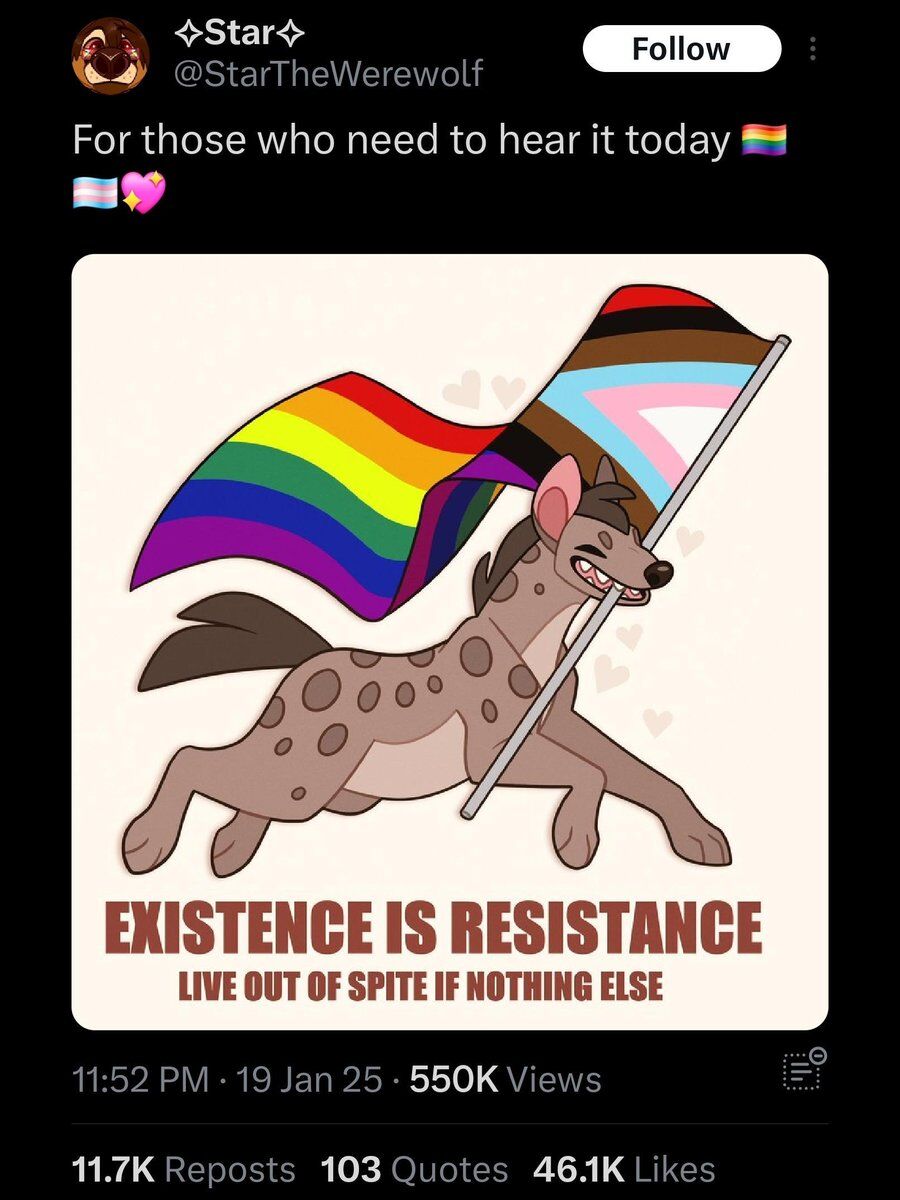 ✧Star✧
@StarTheWerewolf
Follow
For those who need to hear it today 🏳️‍🌈
🏳️‍⚧️💖
EXISTENCE IS RESISTANCE
LIVE OUT OF SPITE IF NOTHING ELSE
11:52 PM · 19 Jan 25 · 550K Views
11.7K Reposts 103 Quotes 46.1K Likes